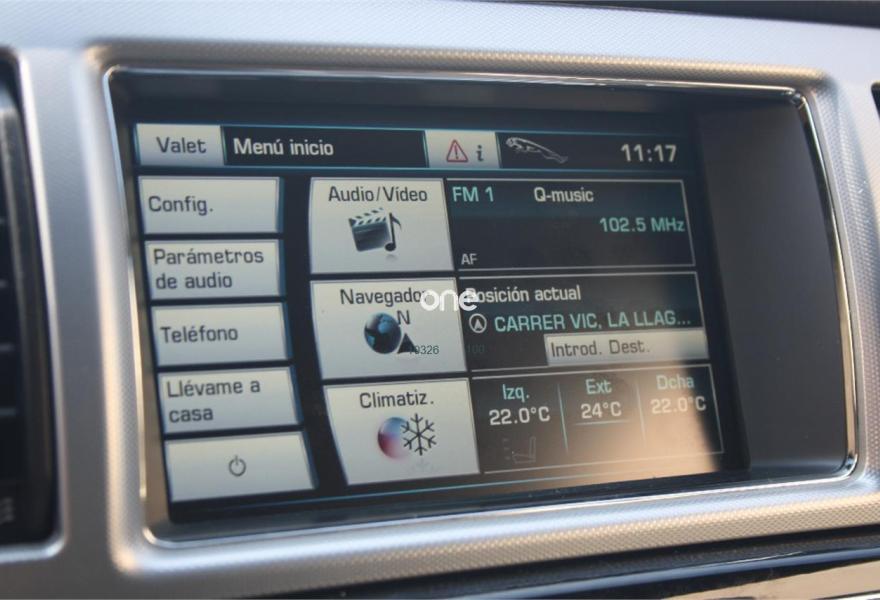 Valet
Menú inicio
i
11:17
Config.
Parámetros
de audio
Teléfono
Llévame a
casa
Audio/Vídeo
FM 1
Q-music
102.5 MHz
AF
Navegador
N
Posición actual
CARRER VIC, LA LLAG...
Introd. Dest.
Climatiz.
Izq.
22.0°C
Ext
24°C
Dcha
22.0°C
one